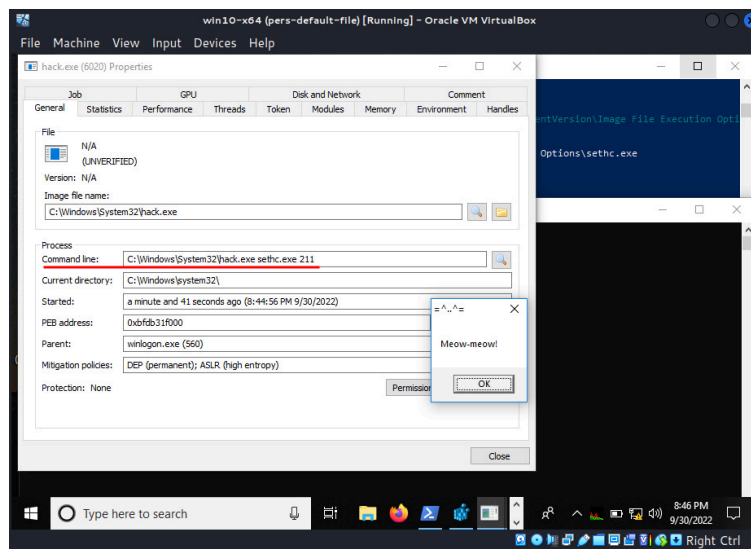 win10-x64 (pers-default-file) [Running] - Oracle VM VirtualBox
File Machine View Input Devices Help
hack.exe (6020) Properties
Job GPU Disk and Network Comment
General Statistics Performance Threads Token Modules Memory Environment Handles
File
N/A
(UNVERIFIED)
Version: N/A
Image file name:
C:\Windows\System32\hack.exe
Process
Command line: C:\Windows\System32\hack.exe sethc.exe 211
Current directory: C:\Windows\system32\
Started: a minute and 41 seconds ago (8:44:56 PM 9/30/2022)
PEB address: 0xbfdb31f000
Parent: winlogon.exe (560)
Mitigation policies: DEP (permanent); ASLR (high entropy)
Protection: None Permission
Close
entVersion\Image File Execution Opti
Options\sethc.exe
=^..^=
Meow-meow!
OK
Type here to search
8:46 PM
9/30/2022
Right Ctrl